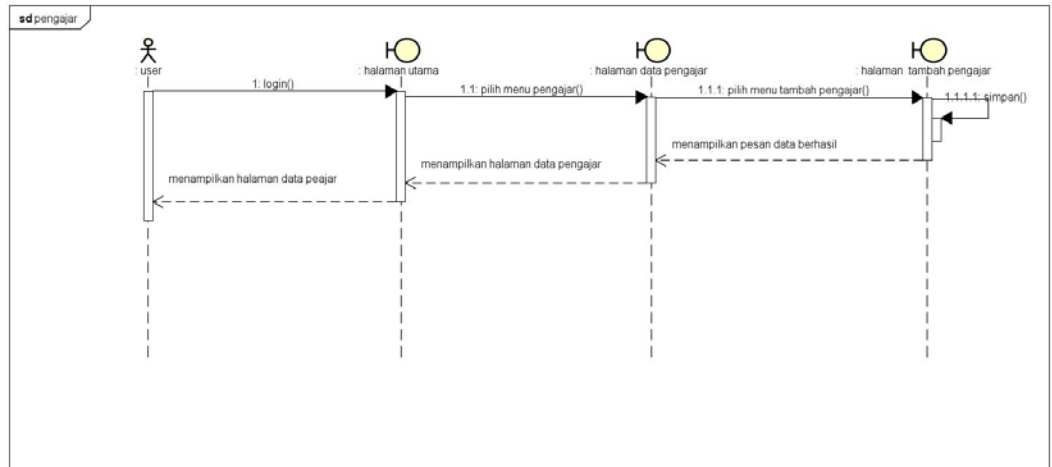 sd pengajar
: user
: halaman utama
: halaman data pengajar
: halaman tambah pengajar
1: login()
1.1: pilih menu pengajar()
1.1.1: pilih menu tambah pengajar()
1.1.1.1: simpan()
menampilkan pesan data berhasil
menampilkan halaman data pengajar
menampilkan halaman data peajar